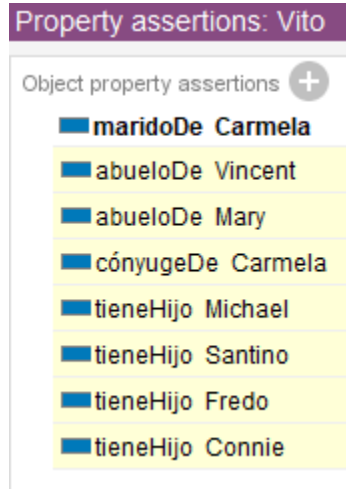 Property assertions: Vito
Object property assertions
maridoDe Carmela
abueloDe Vincent
abueloDe Mary
cónyugeDe Carmela
tieneHijo Michael
tieneHijo Santino
tieneHijo Fredo
tieneHijo Connie